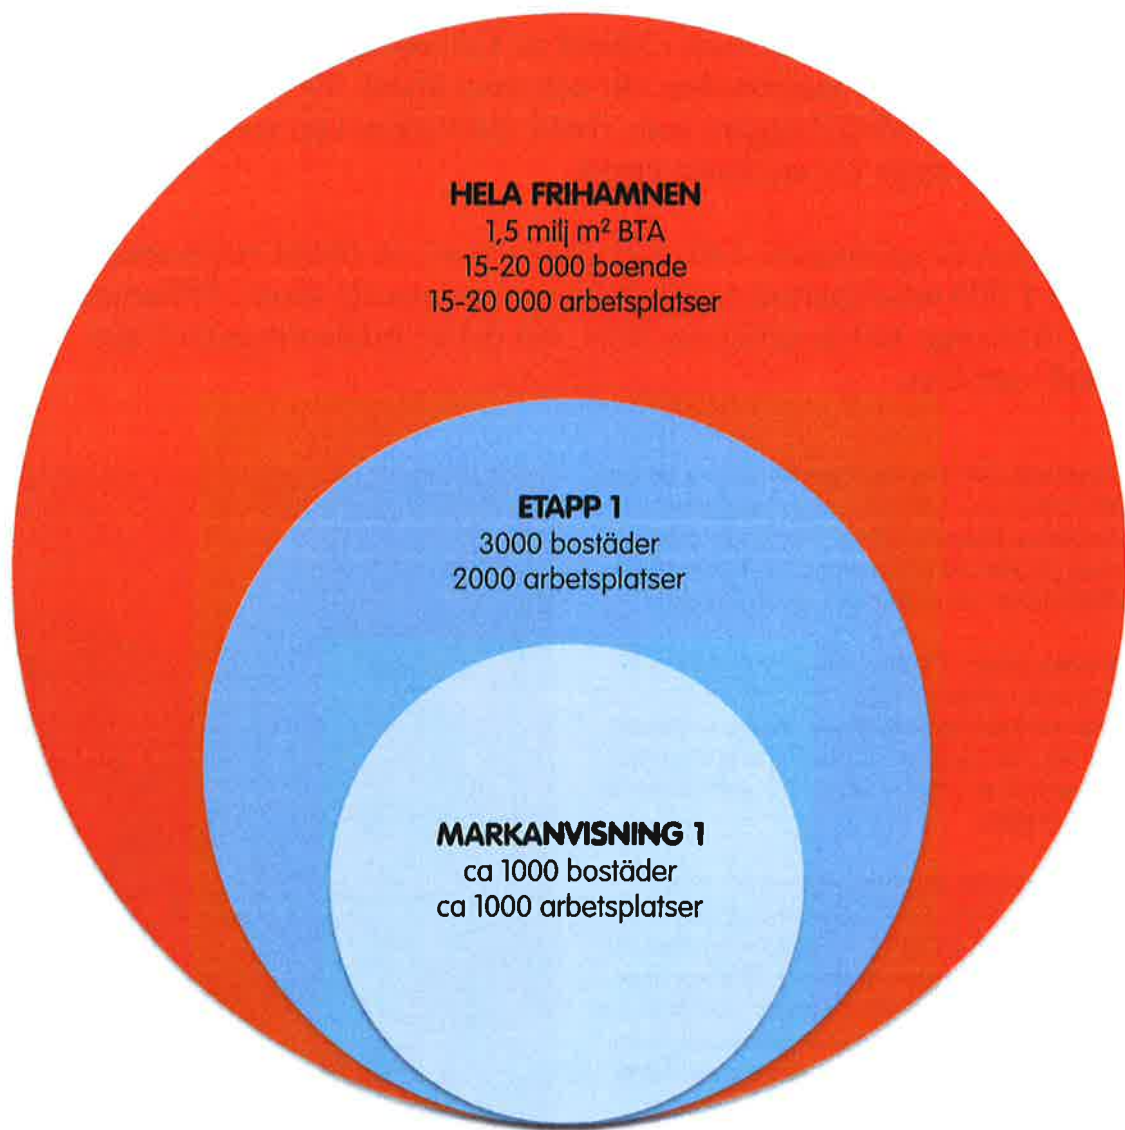 HELA FRIHAMNEN
1,5 milj m² BTA
15-20 000 boende
15-20 000 arbetsplatser
ETAPP 1
3000 bostäder
2000 arbetsplatser
MARKANVISNING 1
ca 1000 bostäder
ca 1000 arbetsplatser